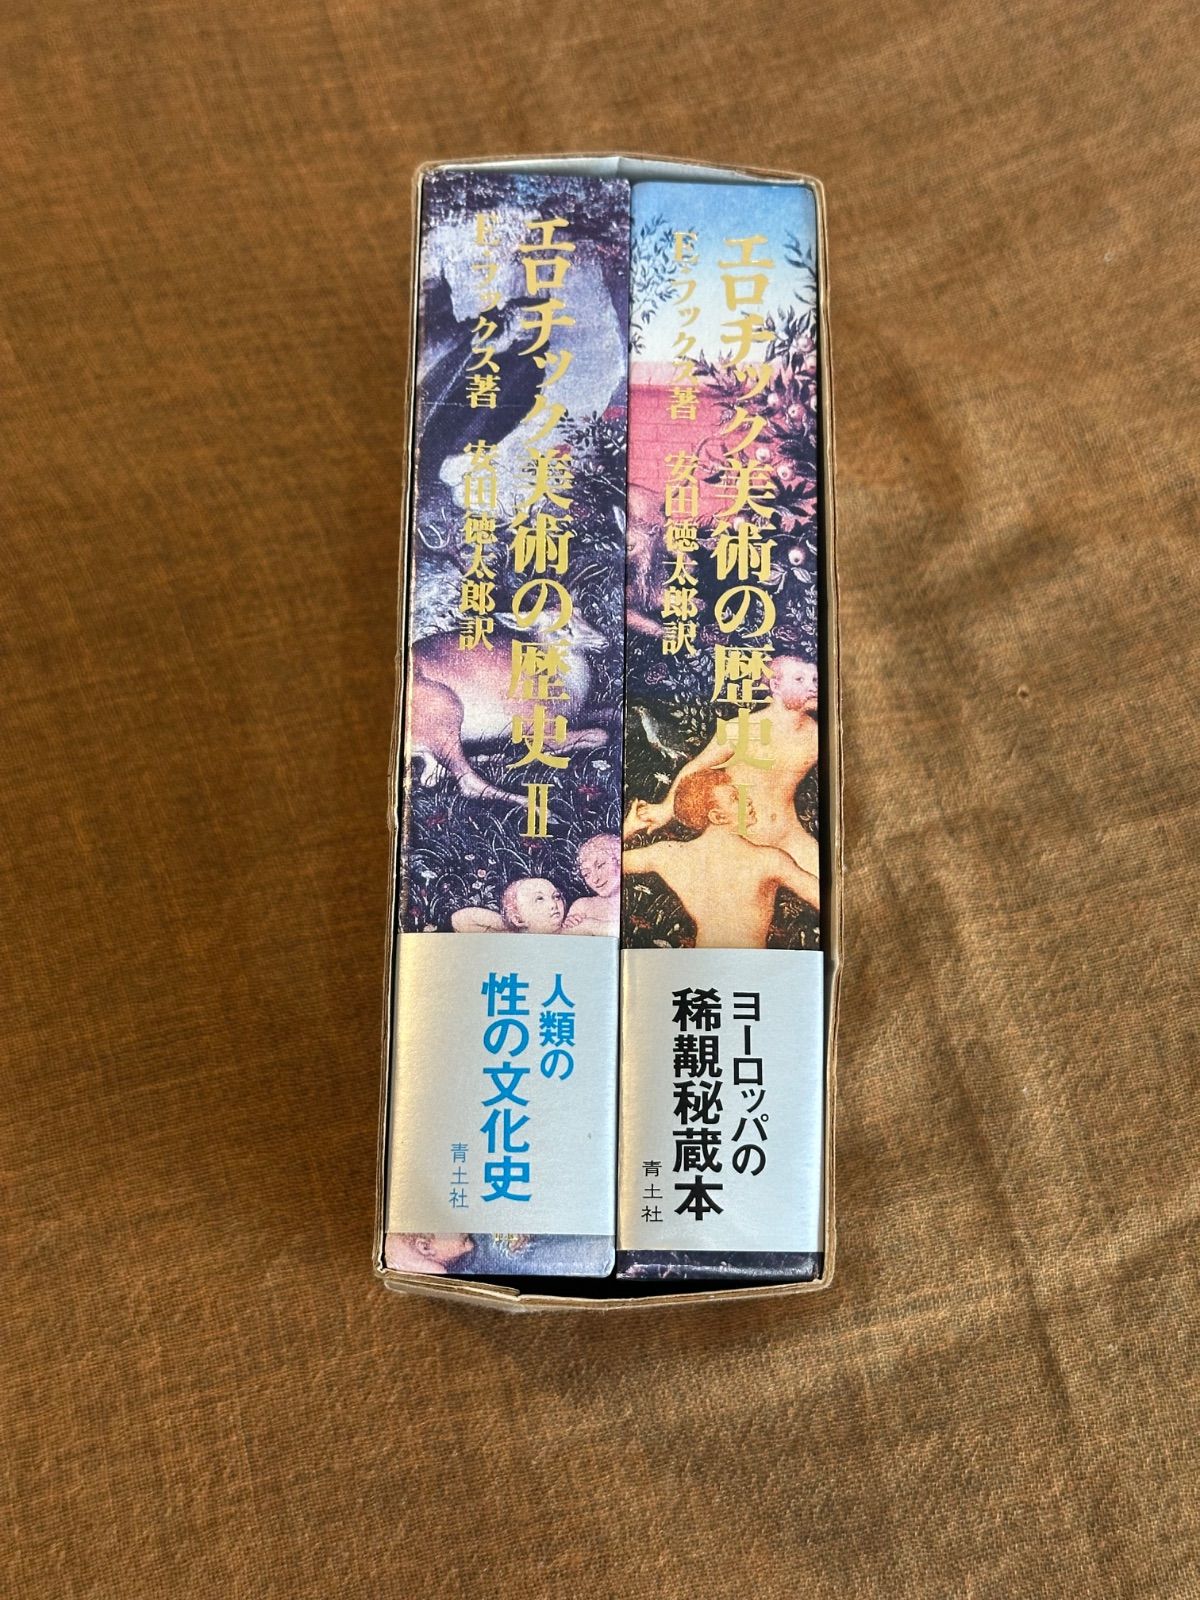 エロチック美術の歴史 I
E・フックス著 安田徳太郎訳
ヨーロッパの
稀覯秘蔵本
青土社
エロチック美術の歴史 II
E・フックス著 安田徳太郎訳
人類の
性の文化史
青土社